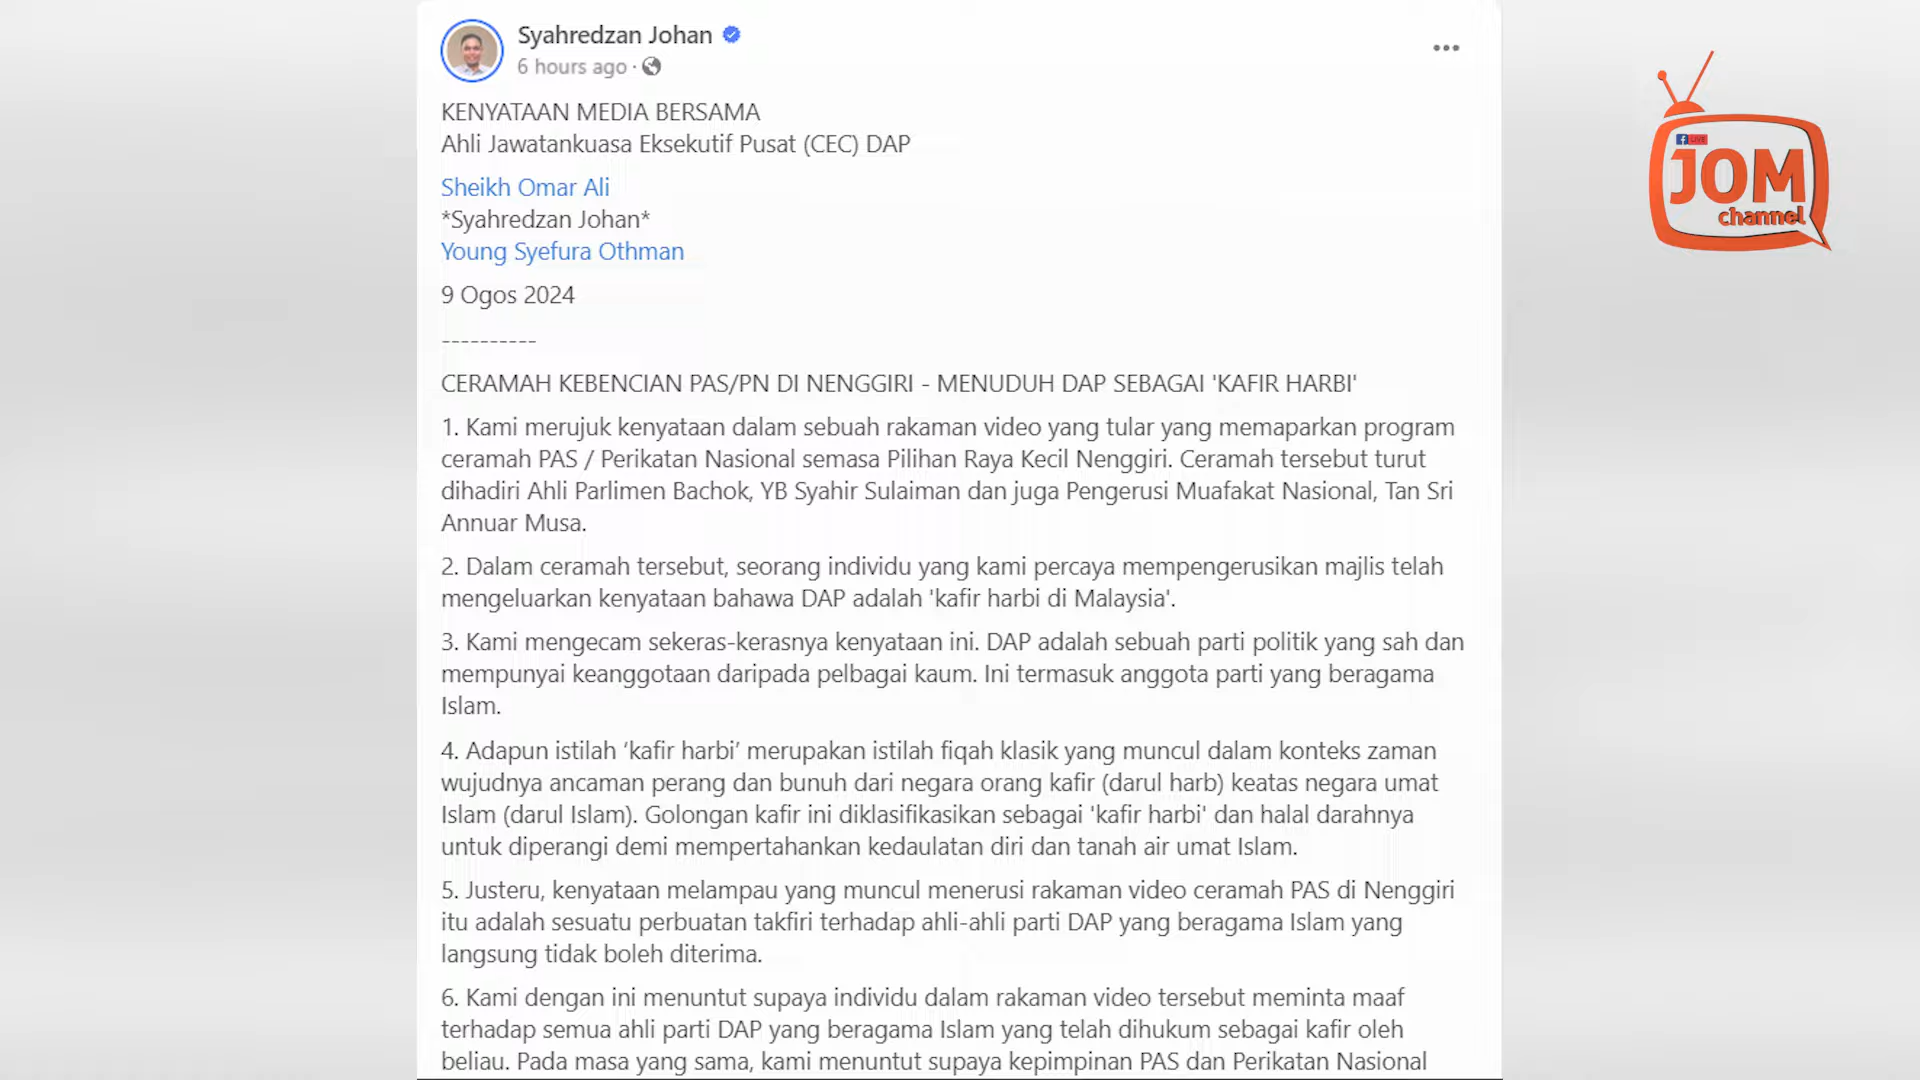 Syahredzan Johan
6 hours ago ·
KENYATAAN MEDIA BERSAMA
Ahli Jawatankuasa Eksekutif Pusat (CEC) DAP
Sheikh Omar Ali
*Syahredzan Johan*
Young Syefura Othman
9 Ogos 2024
----------
CERAMAH KEBENCIAN PAS/PN DI NENGGIRI - MENUDUH DAP SEBAGAI 'KAFIR HARBI'
1. Kami merujuk kenyataan dalam sebuah rakaman video yang tular yang memaparkan program
ceramah PAS / Perikatan Nasional semasa Pilihan Raya Kecil Nenggiri. Ceramah tersebut turut
dihadiri Ahli Parlimen Bachok, YB Syahir Sulaiman dan juga Pengerusi Muafakat Nasional, Tan Sri
Annuar Musa.
2. Dalam ceramah tersebut, seorang individu yang kami percaya mempengerusikan majlis telah
mengeluarkan kenyataan bahawa DAP adalah 'kafir harbi di Malaysia'.
3. Kami mengecam sekeras-kerasnya kenyataan ini. DAP adalah sebuah parti politik yang sah dan
mempunyai keanggotaan daripada pelbagai kaum. Ini termasuk anggota parti yang beragama
Islam.
4. Adapun istilah ‘kafir harbi’ merupakan istilah fiqah klasik yang muncul dalam konteks zaman
wujudnya ancaman perang dan bunuh dari negara orang kafir (darul harb) keatas negara umat
Islam (darul Islam). Golongan kafir ini diklasifikasikan sebagai 'kafir harbi' dan halal darahnya
untuk diperangi demi mempertahankan kedaulatan diri dan tanah air umat Islam.
5. Justeru, kenyataan melampau yang muncul menerusi rakaman video ceramah PAS di Nenggiri
itu adalah sesuatu perbuatan takfiri terhadap ahli-ahli parti DAP yang beragama Islam yang
langsung tidak boleh diterima.
6. Kami dengan ini menuntut supaya individu dalam rakaman video tersebut meminta maaf
terhadap semua ahli parti DAP yang beragama Islam yang telah dihukum sebagai kafir oleh
beliau. Pada masa yang sama, kami menuntut supaya kepimpinan PAS dan Perikatan Nasional
LIVE
JOM
channel